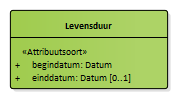 Levensduur
«Attribuutsoort»
+ begindatum: Datum
+ einddatum: Datum [0..1]